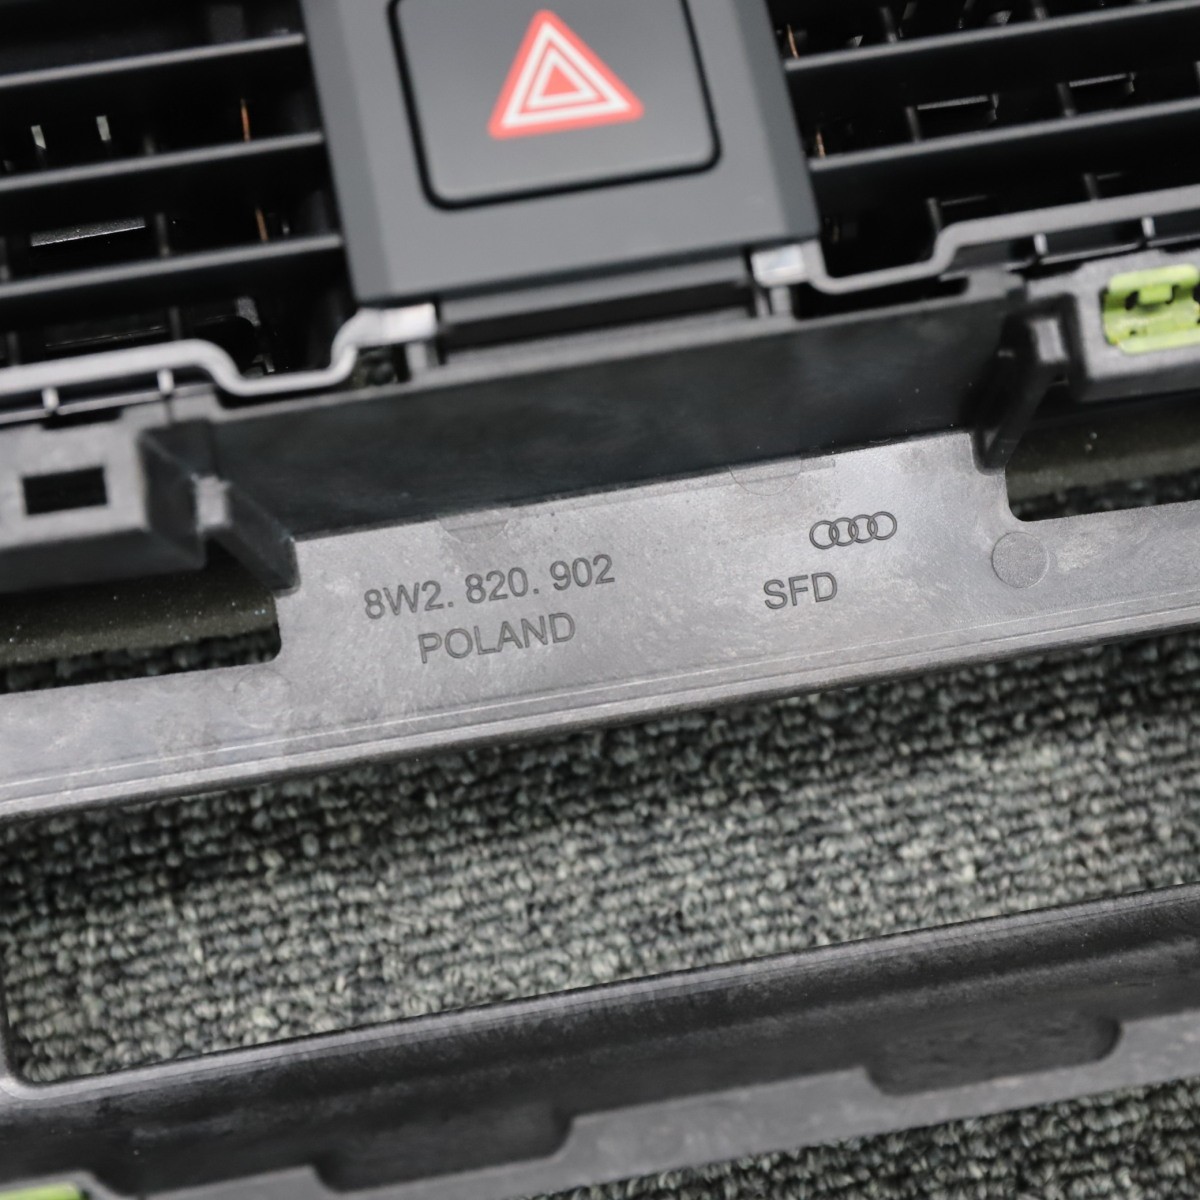 8W2. 820. 902
POLAND
SFD